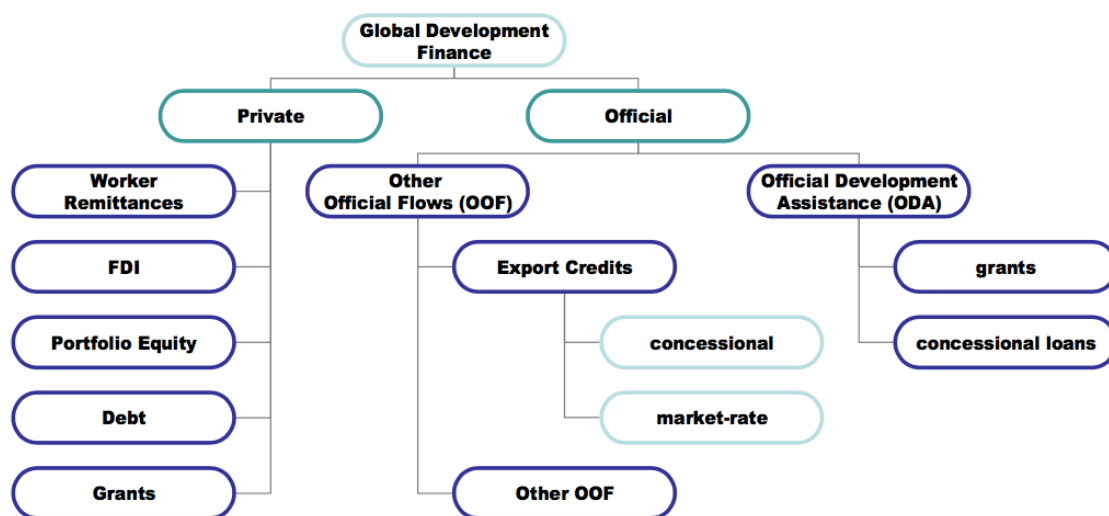 Global Development
Finance
Private
Official
Worker
Remittances
Other
Official Flows (OOF)
Official Development
Assistance (ODA)
FDI
Export Credits
grants
Portfolio Equity
concessional
concessional loans
Debt
market-rate
Grants
Other OOF